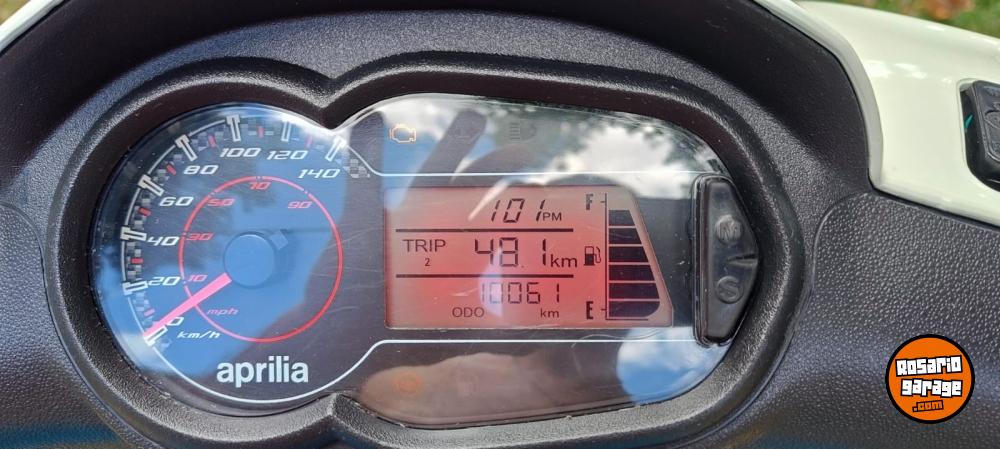 140
120
100
80
60
40
20
0
90
70
50
30
10
mph
km/h
aprilia
101 PM
TRIP 2 48.1 km
10061
ODO km
F
E
M
S
Rosario
garage
.com